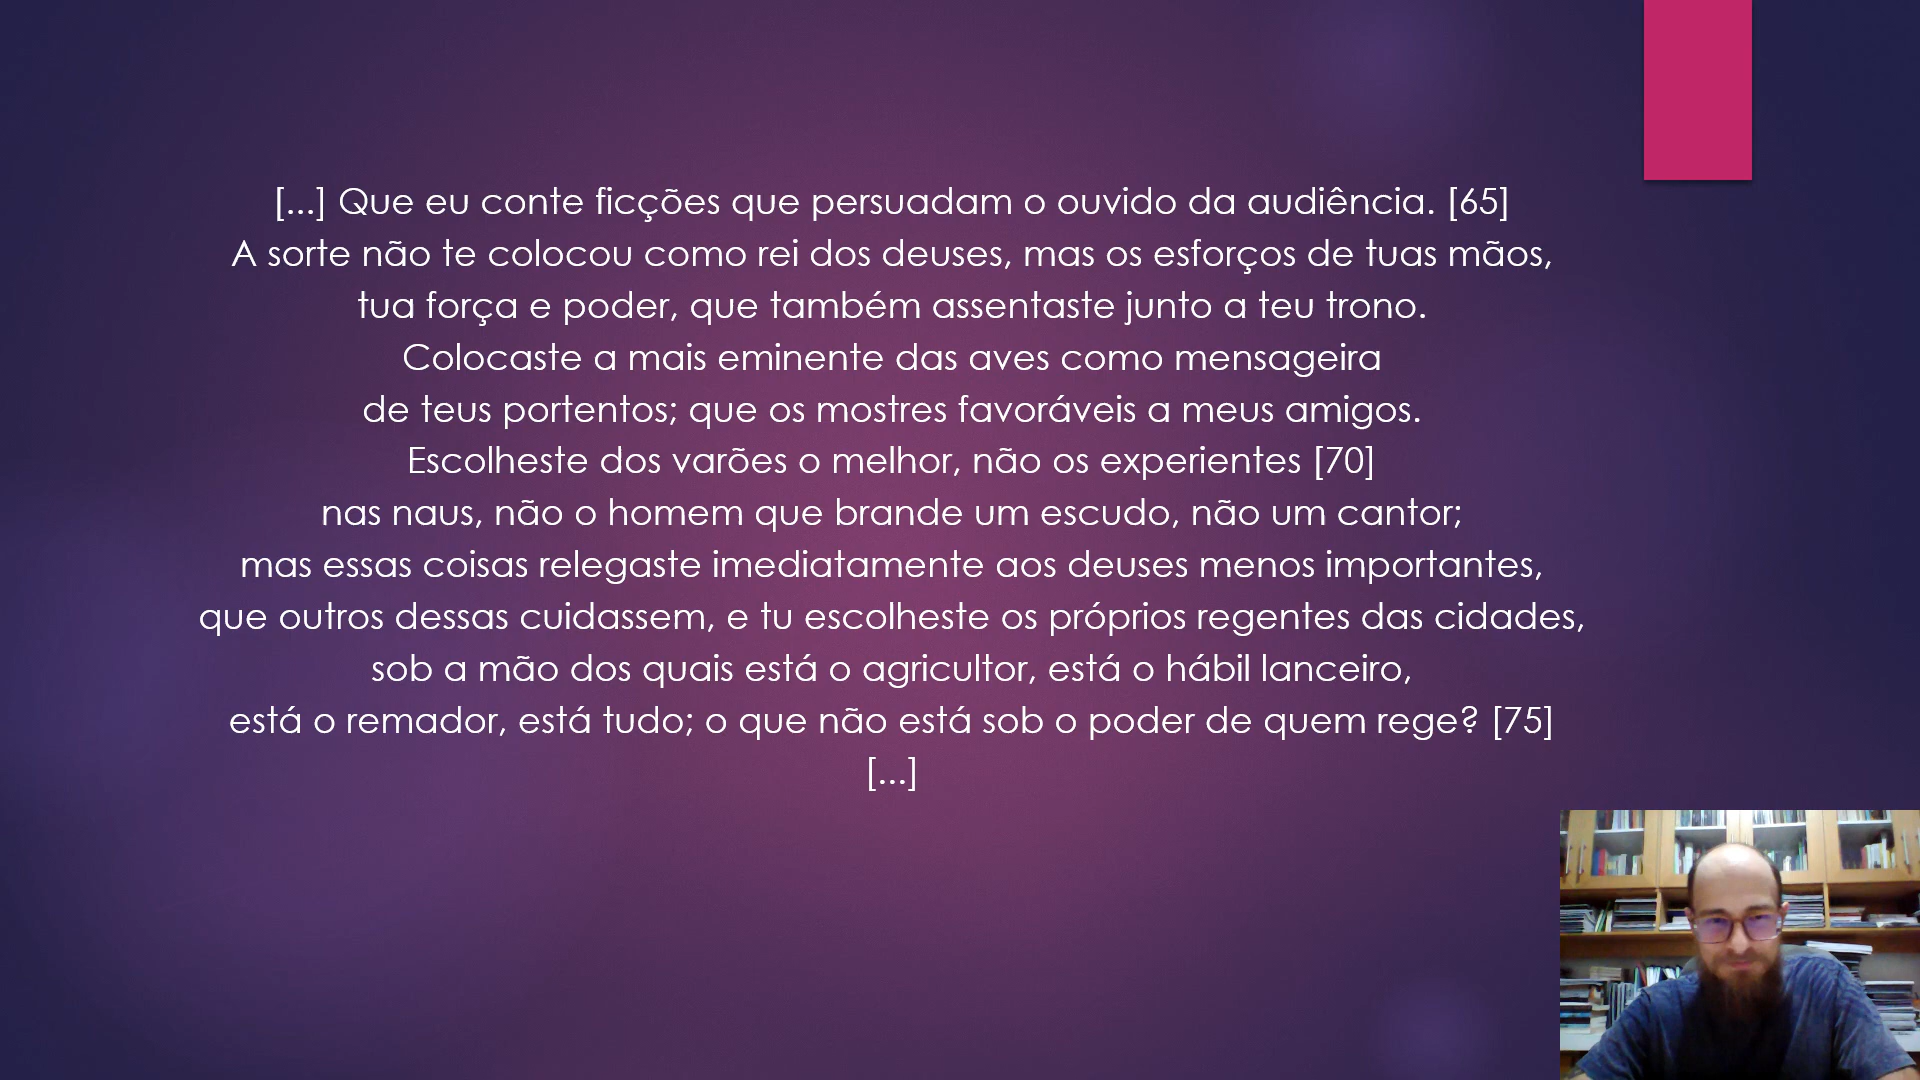 [...] Que eu conte ficções que persuadam o ouvido da audiência. [65]
A sorte não te colocou como rei dos deuses, mas os esforços de tuas mãos,
tua força e poder, que também assentaste junto a teu trono.
Colocaste a mais eminente das aves como mensageira
de teus portentos; que os mostres favoráveis a meus amigos.
Escolheste dos varões o melhor, não os experientes [70]
nas naus, não o homem que brande um escudo, não um cantor;
mas essas coisas relegaste imediatamente aos deuses menos importantes,
que outros dessas cuidassem, e tu escolheste os próprios regentes das cidades,
sob a mão dos quais está o agricultor, está o hábil lanceiro,
está o remador, está tudo; o que não está sob o poder de quem rege? [75]
[...]